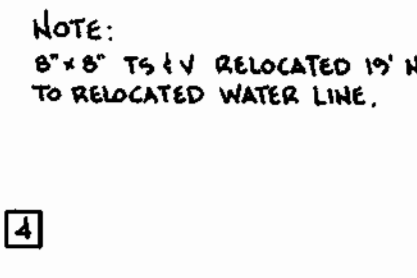 NOTE:
8"x8" TS & V RELOCATED 19' N
TO RELOCATED WATER LINE.
4